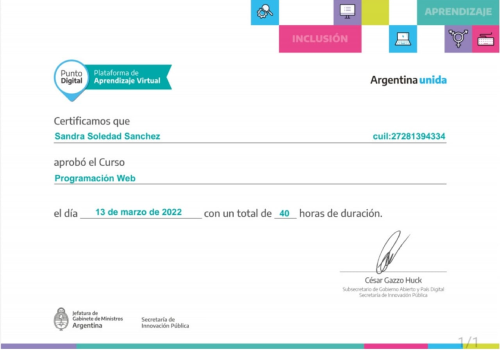 APRENDIZAJE
INCLUSIÓN
Punto
Digital
Plataforma de
Aprendizaje Virtual
Argentina unida
Certificamos que
Sandra Soledad Sanchez
cuil:27281394334
aprobó el Curso
Programación Web
el día 13 de marzo de 2022 con un total de 40 horas de duración.
César Gazzo Huck
Subsecretario de Gobierno Abierto y País Digital
Secretaría de Innovación Pública
Jefatura de
Gabinete de Ministros
Argentina
Secretaría de
Innovación Pública
1/1